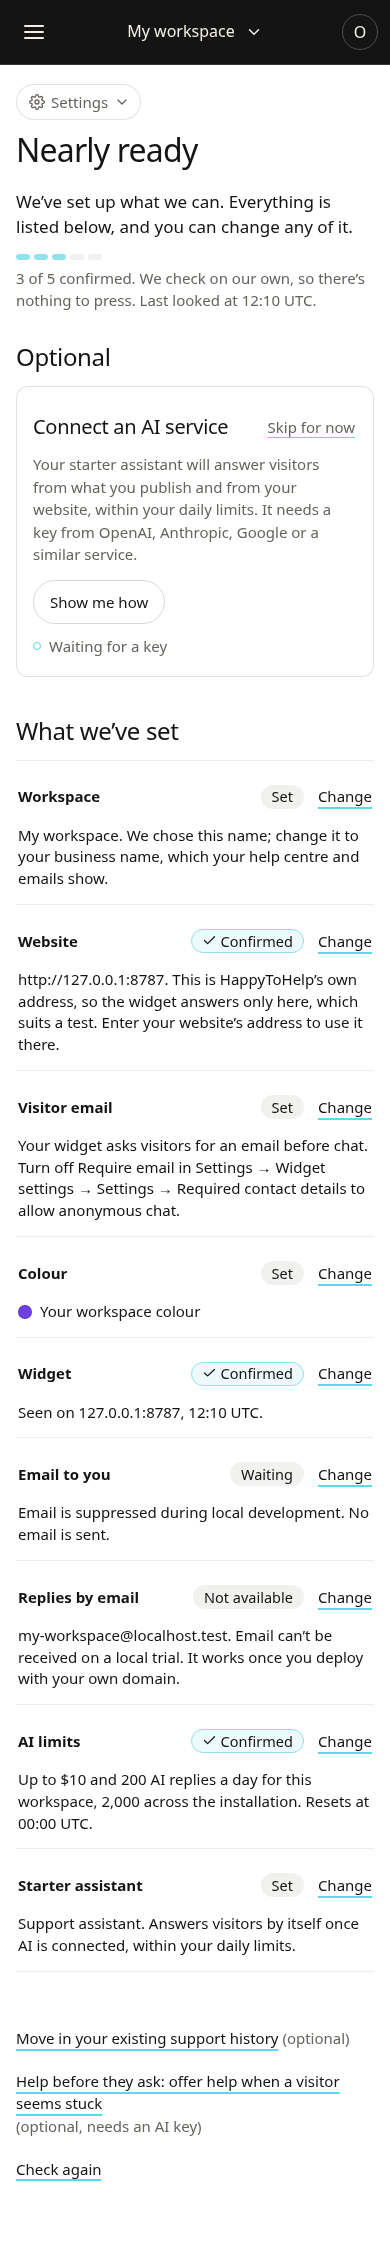 My workspace
O
Settings
Nearly ready
We’ve set up what we can. Everything is
listed below, and you can change any of it.
3 of 5 confirmed. We check on our own, so there’s
nothing to press. Last looked at 12:10 UTC.
Optional
Connect an AI service Skip for now
Your starter assistant will answer visitors
from what you publish and from your
website, within your daily limits. It needs a
key from OpenAI, Anthropic, Google or a
similar service.
Show me how
Waiting for a key
What we’ve set
Workspace Set Change
My workspace. We chose this name; change it to
your business name, which your help centre and
emails show.
Website Confirmed Change
http://127.0.0.1:8787. This is HappyToHelp’s own
address, so the widget answers only here, which
suits a test. Enter your website’s address to use it
there.
Visitor email Set Change
Your widget asks visitors for an email before chat.
Turn off Require email in Settings → Widget
settings → Settings → Required contact details to
allow anonymous chat.
Colour Set Change
Your workspace colour
Widget Confirmed Change
Seen on 127.0.0.1:8787, 12:10 UTC.
Email to you Waiting Change
Email is suppressed during local development. No
email is sent.
Replies by email Not available Change
my-workspace@localhost.test. Email can’t be
received on a local trial. It works once you deploy
with your own domain.
AI limits Confirmed Change
Up to $10 and 200 AI replies a day for this
workspace, 2,000 across the installation. Resets at
00:00 UTC.
Starter assistant Set Change
Support assistant. Answers visitors by itself once
AI is connected, within your daily limits.
Move in your existing support history (optional)
Help before they ask: offer help when a visitor
seems stuck
(optional, needs an AI key)
Check again